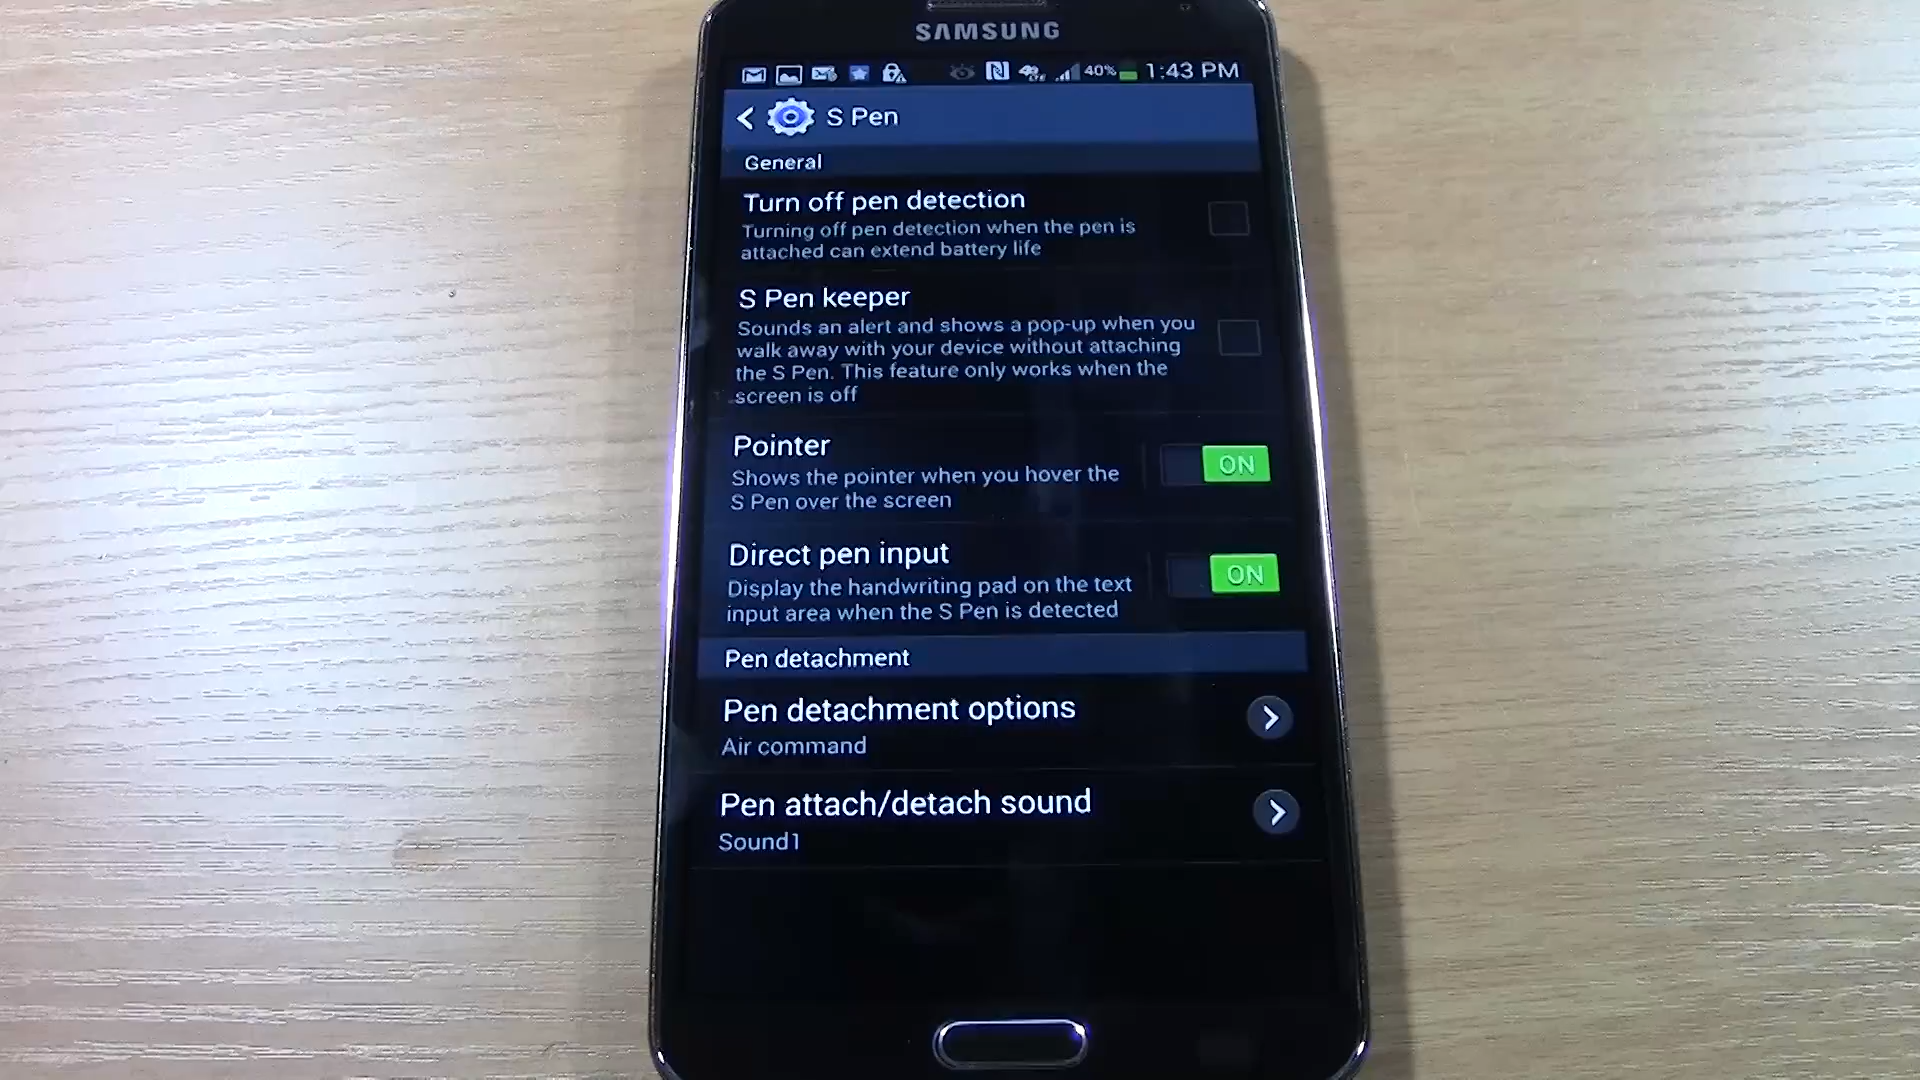 SAMSUNG
40% 1:43 PM
S Pen
General
Turn off pen detection
Turning off pen detection when the pen is
attached can extend battery life
S Pen keeper
Sounds an alert and shows a pop-up when you
walk away with your device without attaching
the S Pen. This feature only works when the
screen is off
Pointer
ON
Shows the pointer when you hover the
S Pen over the screen
Direct pen input
ON
Display the handwriting pad on the text
input area when the S Pen is detected
Pen detachment
Pen detachment options
Air command
Pen attach/detach sound
Sound1